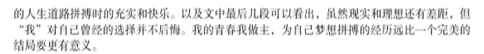 的人生道路拼搏时的充实和快乐。以及文中最后几段可以看出，虽然现实和理想还有差距，但
“我”对自己曾经的选择并不后悔。我的青春我做主，为自己梦想拼搏的经历远比一个完美的
结局要更有意义。